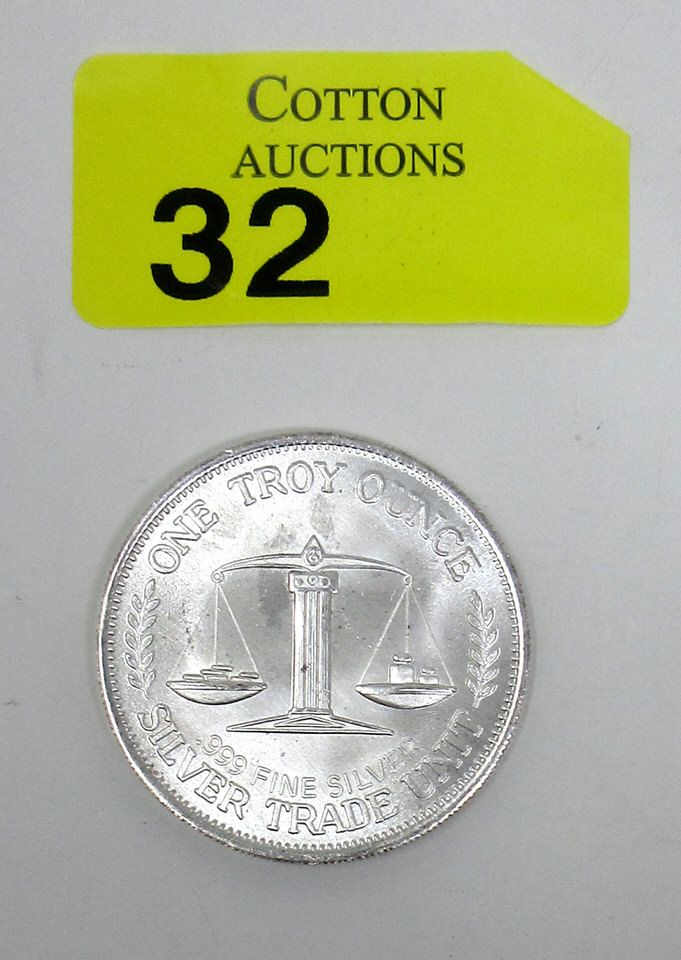 COTTON
AUCTIONS
32
ONE TROY OUNCE
.999 FINE SILVER
SILVER TRADE UNIT